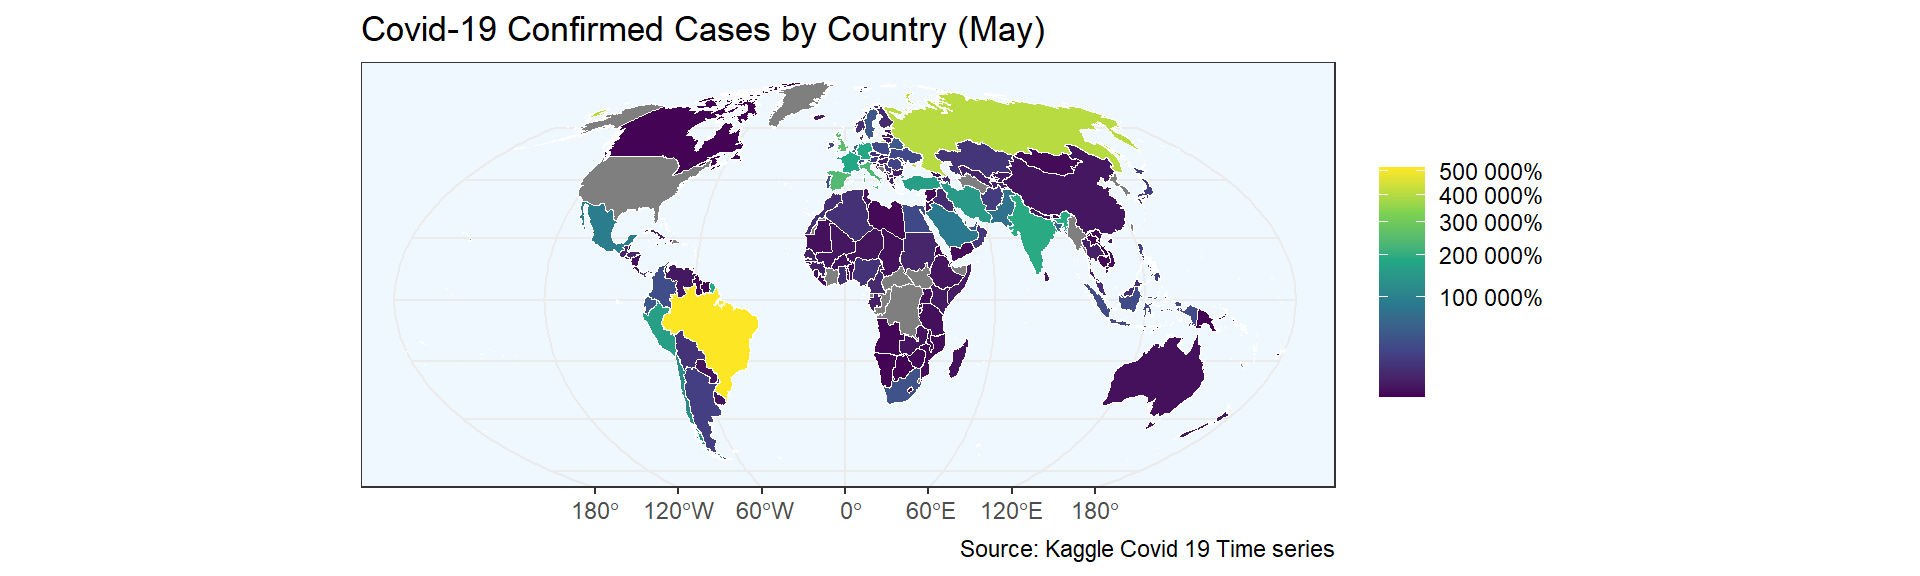 Covid-19 Confirmed Cases by Country (May)
500 000%
400 000%
300 000%
200 000%
100 000%
180° 120°W 60°W 0° 60°E 120°E 180°
Source: Kaggle Covid 19 Time series